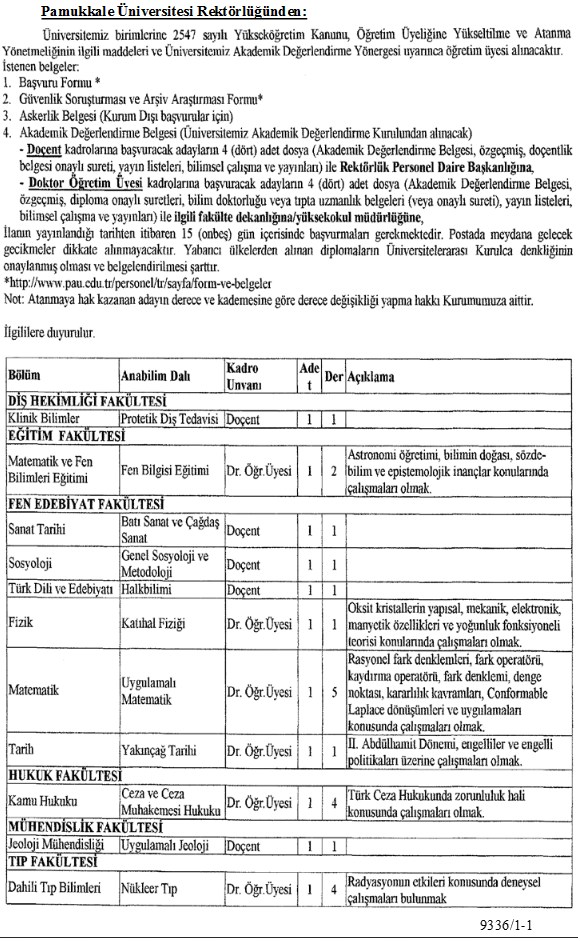 Pamukkale Üniversitesi Rektörlüğünden:
Üniversitemiz birimlerine 2547 sayılı Yükseköğretim Kanunu, Öğretim Üyeliğine Yükseltilme ve Atanma
Yönetmeliğinin ilgili maddeleri ve Üniversitemiz Akademik Değerlendirme Yönergesi uyarınca öğretim üyesi alınacaktır.
İstenen belgeler:
1. Başvuru Formu *
2. Güvenlik Soruşturması ve Arşiv Araştırması Formu*
3. Askerlik Belgesi (Kurum Dışı başvurular için)
4. Akademik Değerlendirme Belgesi (Üniversitemiz Akademik Değerlendirme Kurulundan alınacak)
- Doçent kadrolarına başvuracak adayların 4 (dört) adet dosya (Akademik Değerlendirme Belgesi, özgeçmiş, doçentlik
belgesi onaylı sureti, yayın listeleri, bilimsel çalışma ve yayınları) ile Rektörlük Personel Daire Başkanlığına,
- Doktor Öğretim Üyesi kadrolarına başvuracak adayların 4 (dört) adet dosya (Akademik Değerlendirme Belgesi,
özgeçmiş, diploma onaylı suretleri, bilim doktorluğu veya tıpta uzmanlık belgeleri (veya onaylı sureti), yayın listeleri,
bilimsel çalışma ve yayınları) ile ilgili fakülte dekanlığına/yüksekokul müdürlüğüne,
İlanın yayınlandığı tarihten itibaren 15 (onbeş) gün içerisinde başvurmaları gerekmektedir. Postada meydana gelecek
gecikmeler dikkate alınmayacaktır. Yabancı ülkelerden alınan diplomaların Üniversitelerarası Kurulca denkliğinin
onaylanmış olması ve belgelendirilmesi şarttır.
*http://www.pau.edu.tr/personel/tr/sayfa/form-ve-belgeler
Not: Atanmaya hak kazanan adayın derece ve kademesine göre derece değişikliği yapma hakkı Kurumumuza aittir.
İlgililere duyurulur.
Bölüm Anabilim Dalı Kadro Unvanı Adet Der Açıklama
DİŞ HEKİMLİĞİ FAKÜLTESİ
Klinik Bilimler Protetik Diş Tedavisi Doçent 1 1
EĞİTİM FAKÜLTESİ
Matematik ve Fen
Bilimleri Eğitimi
Fen Bilgisi Eğitimi Dr. Öğr.Üyesi 1 2
Astronomi öğretimi, bilimin doğası, sözde-
bilim ve epistemolojik inançlar konularında
çalışmaları olmak.
FEN EDEBİYAT FAKÜLTESİ
Sanat Tarihi
Batı Sanat ve Çağdaş
Sanat
Doçent 1 1
Sosyoloji
Genel Sosyoloji ve
Metodoloji
Doçent 1 1
Türk Dili ve Edebiyatı Halkbilimi Doçent 1 1
Fizik Katıhal Fiziği Dr. Öğr.Üyesi 1 1
Oksit kristallerin yapısal, mekanik, elektronik,
manyetik özellikleri ve yoğunluk fonksiyoneli
teorisi konularında çalışmaları olmak.
Matematik
Uygulamalı
Matematik
Dr. Öğr.Üyesi 1 5
Rasyonel fark denklemleri, fark operatörü,
kaydırma operatörü, fark denklemi, denge
noktası, kararlılık kavramları, Conformable
Laplace dönüşümleri ve uygulamaları
konusunda çalışmaları olmak.
Tarih Yakınçağ Tarihi Dr. Öğr.Üyesi 1 1
II. Abdülhamit Dönemi, engelliler ve engelli
politikaları üzerine çalışmaları olmak.
HUKUK FAKÜLTESİ
Kamu Hukuku
Ceza ve Ceza
Muhakemesi Hukuku
Dr. Öğr.Üyesi 1 4
Türk Ceza Hukukunda zorunluluk hali
konusunda çalışmaları olmak.
MÜHENDİSLİK FAKÜLTESİ
Jeoloji Mühendisliği Uygulamalı Jeoloji Doçent 1 1
TIP FAKÜLTESİ
Dahili Tıp Bilimleri Nükleer Tıp Dr. Öğr.Üyesi 1 4
Radyasyonun etkileri konusunda deneysel
çalışmaları bulunmak
9336/1-1